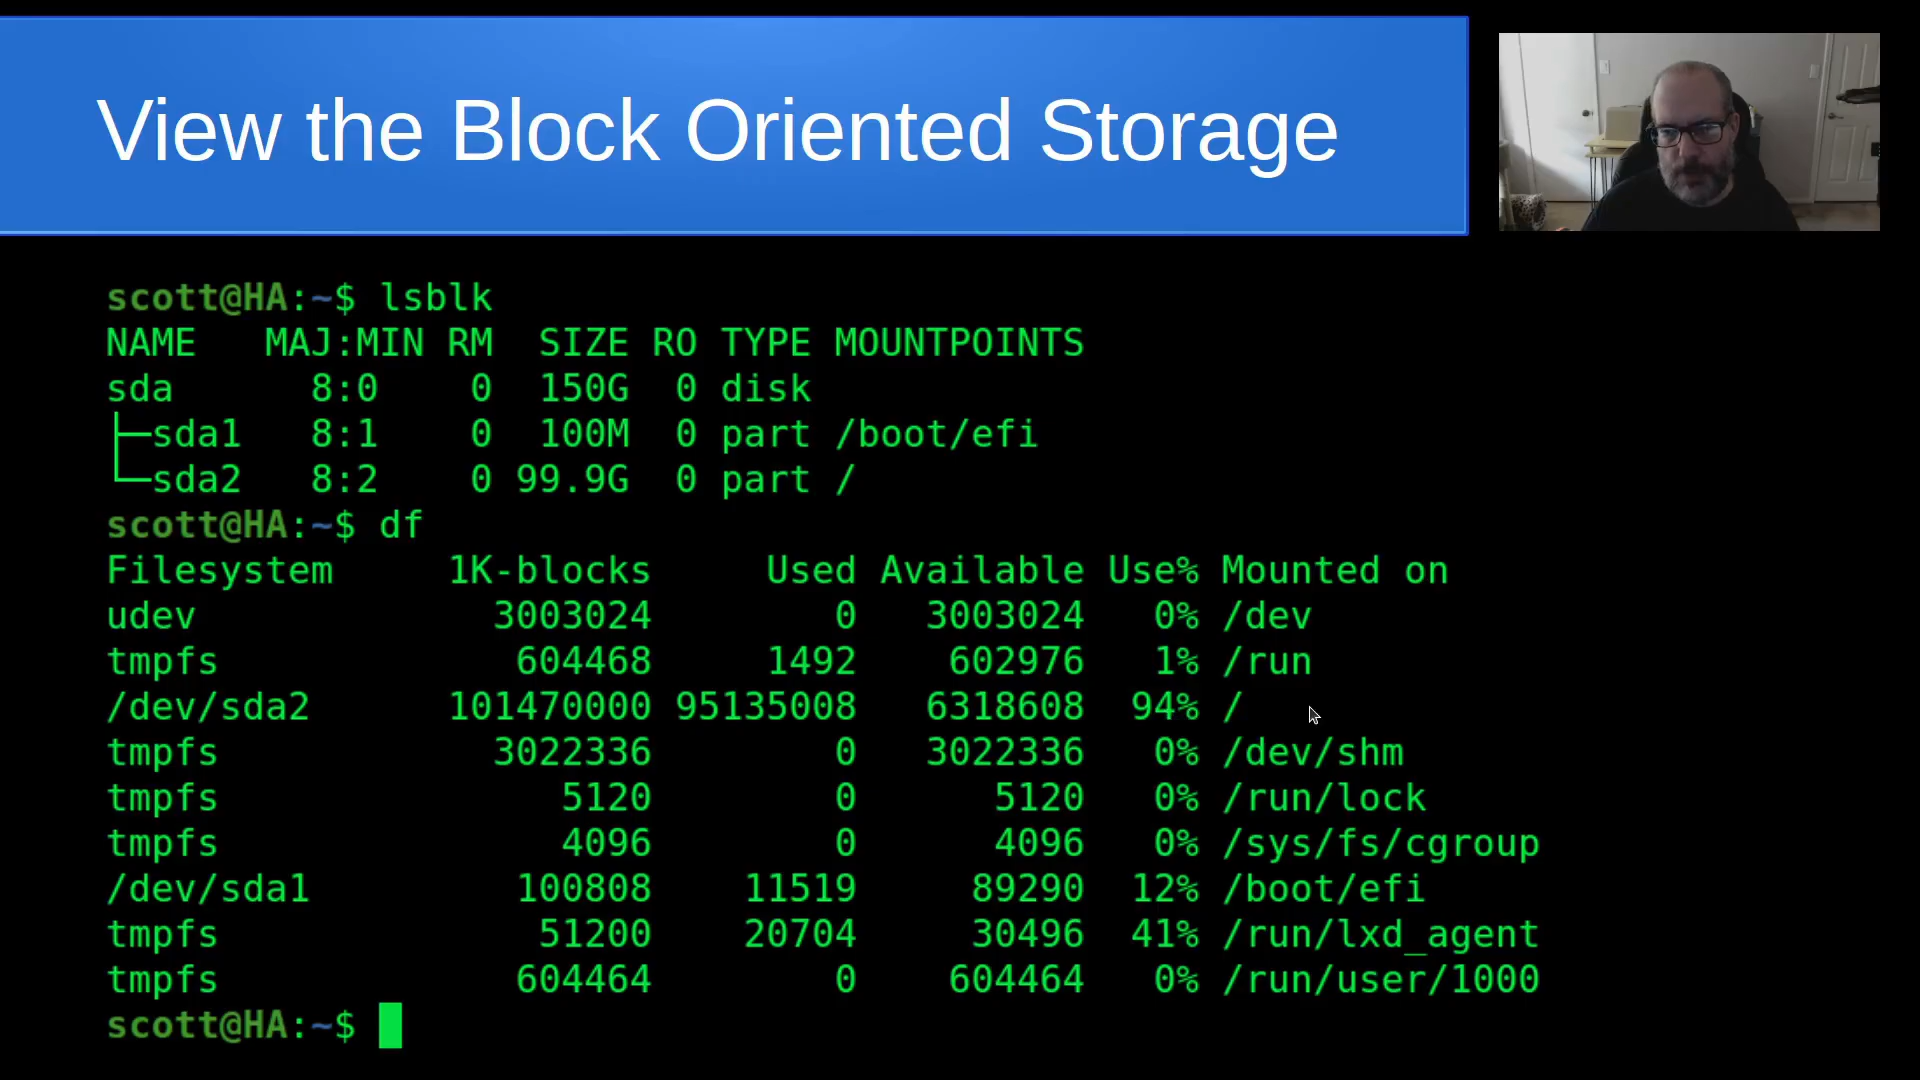 View the Block Oriented Storage
scott@HA:~$ lsblk
NAME   MAJ:MIN RM  SIZE RO TYPE MOUNTPOINTS
sda      8:0    0  150G  0 disk
├─sda1   8:1    0  100M  0 part /boot/efi
└─sda2   8:2    0 99.9G  0 part /
scott@HA:~$ df
Filesystem     1K-blocks     Used Available Use% Mounted on
udev             3003024        0   3003024   0% /dev
tmpfs             604468     1492    602976   1% /run
/dev/sda2      101470000 95135008   6318608  94% /
tmpfs            3022336        0   3022336   0% /dev/shm
tmpfs               5120        0      5120   0% /run/lock
tmpfs               4096        0      4096   0% /sys/fs/cgroup
/dev/sda1         100808    11519     89290  12% /boot/efi
tmpfs              51200    20704     30496  41% /run/lxd_agent
tmpfs             604464        0    604464   0% /run/user/1000
scott@HA:~$